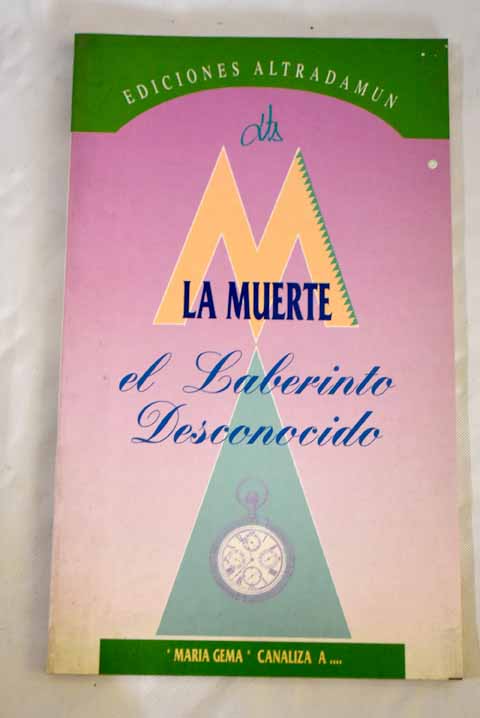 EDICIONES ALTRADAMUN
M
LA MUERTE
el Laberinto
Desconocido
"MARIA GEMA" CANALIZA A ....